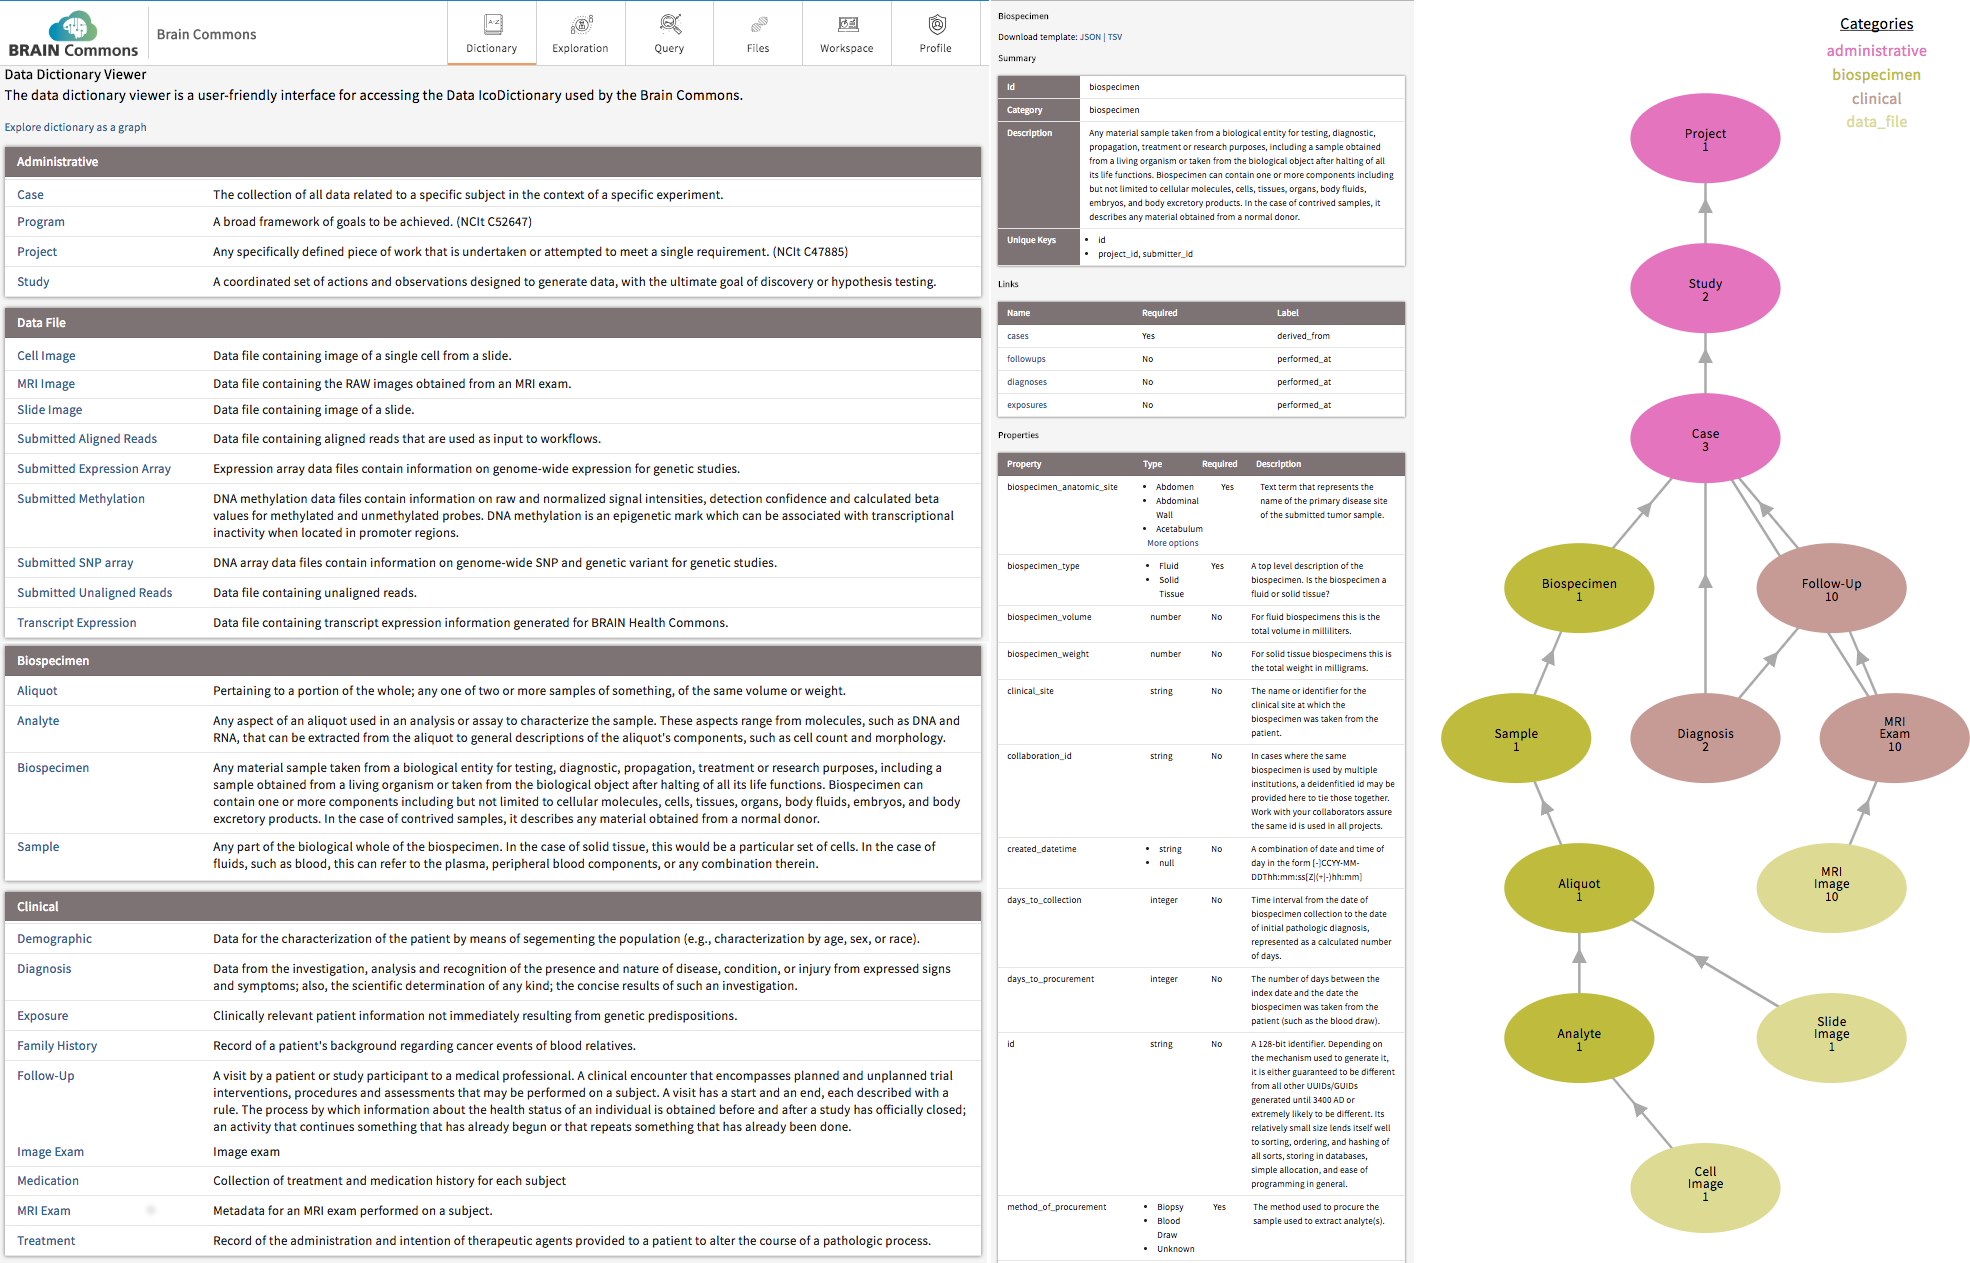 BRAIN Commons
Brain Commons
A-Z
Dictionary
Exploration
Query
Files
Workspace
Profile
Data Dictionary Viewer
The data dictionary viewer is a user-friendly interface for accessing the Data IcoDictionary used by the Brain Commons.
Explore dictionary as a graph
Administrative
Case The collection of all data related to a specific subject in the context of a specific experiment.
Program A broad framework of goals to be achieved. (NCIt C52647)
Project Any specifically defined piece of work that is undertaken or attempted to meet a single requirement. (NCIt C47885)
Study A coordinated set of actions and observations designed to generate data, with the ultimate goal of discovery or hypothesis testing.
Data File
Cell Image Data file containing image of a single cell from a slide.
MRI Image Data file containing the RAW images obtained from an MRI exam.
Slide Image Data file containing image of a slide.
Submitted Aligned Reads Data file containing aligned reads that are used as input to workflows.
Submitted Expression Array Expression array data files contain information on genome-wide expression for genetic studies.
Submitted Methylation DNA methylation data files contain information on raw and normalized signal intensities, detection confidence and calculated beta
values for methylated and unmethylated probes. DNA methylation is an epigenetic mark which can be associated with transcriptional
inactivity when located in promoter regions.
Submitted SNP array DNA array data files contain information on genome-wide SNP and genetic variant for genetic studies.
Submitted Unaligned Reads Data file containing unaligned reads.
Transcript Expression Data file containing transcript expression information generated for BRAIN Health Commons.
Biospecimen
Aliquot Pertaining to a portion of the whole; any one of two or more samples of something, of the same volume or weight.
Analyte Any aspect of an aliquot used in an analysis or assay to characterize the sample. These aspects range from molecules, such as DNA and
RNA, that can be extracted from the aliquot to general descriptions of the aliquot's components, such as cell count and morphology.
Biospecimen Any material sample taken from a biological entity for testing, diagnostic, propagation, treatment or research purposes, including a
sample obtained from a living organism or taken from the biological object after halting of all its life functions. Biospecimen can
contain one or more components including but not limited to cellular molecules, cells, tissues, organs, body fluids, embryos, and body
excretory products. In the case of contrived samples, it describes any material obtained from a normal donor.
Sample Any part of the biological whole of the biospecimen. In the case of solid tissue, this would be a particular set of cells. In the case of
fluids, such as blood, this can refer to the plasma, peripheral blood components, or any combination therein.
Clinical
Demographic Data for the characterization of the patient by means of segementing the population (e.g., characterization by age, sex, or race).
Diagnosis Data from the investigation, analysis and recognition of the presence and nature of disease, condition, or injury from expressed signs
and symptoms; also, the scientific determination of any kind; the concise results of such an investigation.
Exposure Clinically relevant patient information not immediately resulting from genetic predispositions.
Family History Record of a patient's background regarding cancer events of blood relatives.
Follow-Up A visit by a patient or study participant to a medical professional. A clinical encounter that encompasses planned and unplanned trial
interventions, procedures and assessments that may be performed on a subject. A visit has a start and an end, each described with a
rule. The process by which information about the health status of an individual is obtained before and after a study has officially closed;
an activity that continues something that has already begun or that repeats something that has already been done.
Image Exam Image exam
Medication Collection of treatment and medication history for each subject
MRI Exam Metadata for an MRI exam performed on a subject.
Treatment Record of the administration and intention of therapeutic agents provided to a patient to alter the course of a pathologic process.
Biospecimen
Download template: JSON | TSV
Summary
Id biospecimen
Category biospecimen
Description Any material sample taken from a biological entity for testing, diagnostic,
propagation, treatment or research purposes, including a sample obtained
from a living organism or taken from the biological object after halting of all
its life functions. Biospecimen can contain one or more components including
but not limited to cellular molecules, cells, tissues, organs, body fluids,
embryos, and body excretory products. In the case of contrived samples, it
describes any material obtained from a normal donor.
Unique Keys • id
• project_id, submitter_id
Links
Name Required Label
cases Yes derived_from
followups No performed_at
diagnoses No performed_at
exposures No performed_at
Properties
Property Type Required Description
biospecimen_anatomic_site • Abdomen Yes Text term that represents the
• Abdominal name of the primary disease site
Wall of the submitted tumor sample.
• Acetabulum
More options
biospecimen_type • Fluid Yes A top level description of the
• Solid biospecimen. Is the biospecimen a
Tissue fluid or solid tissue?
biospecimen_volume number No For fluid biospecimens this is the
total volume in milliliters.
biospecimen_weight number No For solid tissue biospecimens this is
the total weight in milligrams.
clinical_site string No The name or identifier for the
clinical site at which the
biospecimen was taken from the
patient.
collaboration_id string No In cases where the same
biospecimen is used by multiple
institutions, a deidenfitied id may be
provided here to tie those together.
Work with your collaborators assure
the same id is used in all projects.
created_datetime • string No A combination of date and time of
• null day in the form [-]CCYY-MM-
DDThh:mm:ss[Z|(+|-)hh:mm]
days_to_collection integer No Time interval from the date of
biospecimen collection to the date
of initial pathologic diagnosis,
represented as a calculated number
of days.
days_to_procurement integer No The number of days between the
index date and the date the
biospecimen was taken from the
patient (such as the blood draw).
id string No A 128-bit identifier. Depending on
the mechanism used to generate it,
it is either guaranteed to be different
from all other UUIDs/GUIDs
generated until 3400 AD or
extremely likely to be different. Its
relatively small size lends itself well
to sorting, ordering, and hashing of
all sorts, storing in databases,
simple allocation, and ease of
programming in general.
method_of_procurement • Biopsy Yes The method used to procure the
• Blood sample used to extract analyte(s).
Draw
• Unknown
Categories
administrative
biospecimen
clinical
data_file
Project
1
Study
2
Case
3
Biospecimen
1
Follow-Up
10
Sample
1
Diagnosis
2
MRI
Exam
10
Aliquot
1
MRI
Image
10
Analyte
1
Slide
Image
1
Cell
Image
1